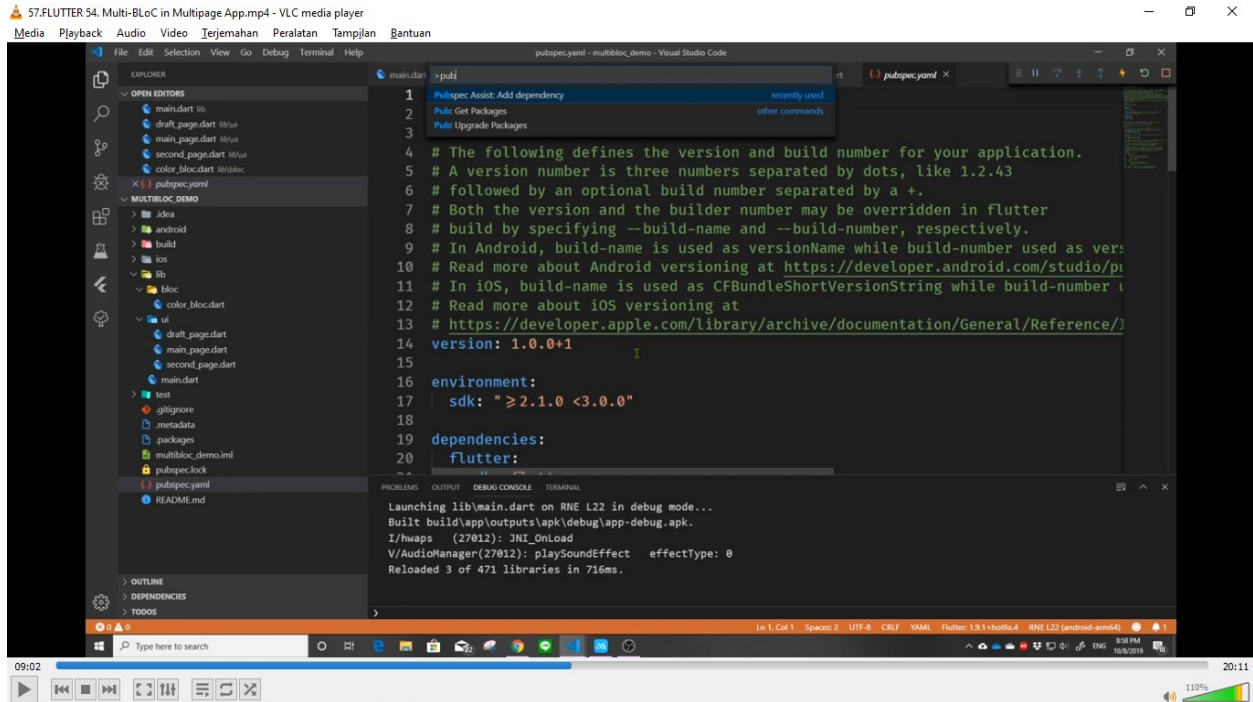 57.FLUTTER 54. Multi-BLoC in Multipage App.mp4 - VLC media player
Media Playback Audio Video Terjemahan Peralatan Tampilan Bantuan
File Edit Selection View Go Debug Terminal Help
pubspec.yaml - multibloc_demo - Visual Studio Code
EXPLORER
OPEN EDITORS
main.dart lib
draft_page.dart lib\ui
main_page.dart lib\ui
second_page.dart lib\ui
color_bloc.dart lib\bloc
pubspec.yaml
MULTIBLOC_DEMO
.idea
android
build
ios
lib
bloc
color_bloc.dart
ui
draft_page.dart
main_page.dart
second_page.dart
main.dart
test
.gitignore
.metadata
.packages
multibloc_demo.iml
pubspec.lock
pubspec.yaml
README.md
OUTLINE
DEPENDENCIES
TODOS
main.dart
>pub
pubspec.yaml
Pubspec Assist: Add dependency recently used
Pub: Get Packages other commands
Pub: Upgrade Packages
1
2
3
4 # The following defines the version and build number for your application.
5 # A version number is three numbers separated by dots, like 1.2.43
6 # followed by an optional build number separated by a +.
7 # Both the version and the builder number may be overridden in flutter
8 # build by specifying --build-name and --build-number, respectively.
9 # In Android, build-name is used as versionName while build-number used as vers
10 # Read more about Android versioning at https://developer.android.com/studio/pu
11 # In iOS, build-name is used as CFBundleShortVersionString while build-number u
12 # Read more about iOS versioning at
13 # https://developer.apple.com/library/archive/documentation/General/Reference/I
14 version: 1.0.0+1
15
16 environment:
17 sdk: "≥2.1.0 <3.0.0"
18
19 dependencies:
20 flutter:
PROBLEMS OUTPUT DEBUG CONSOLE TERMINAL
Launching lib\main.dart on RNE L22 in debug mode...
Built build\app\outputs\apk\debug\app-debug.apk.
I/hwaps (27012): JNI_OnLoad
V/AudioManager(27012): playSoundEffect effectType: 0
Reloaded 3 of 471 libraries in 716ms.
0 0
Ln 1, Col 1 Spaces: 2 UTF-8 CRLF YAML Flutter: 1.9.1+hotfix.4 RNE L22 (android-arm64) 1
Type here to search
ENG
8:58 PM
10/8/2019
09:02
20:11
110%